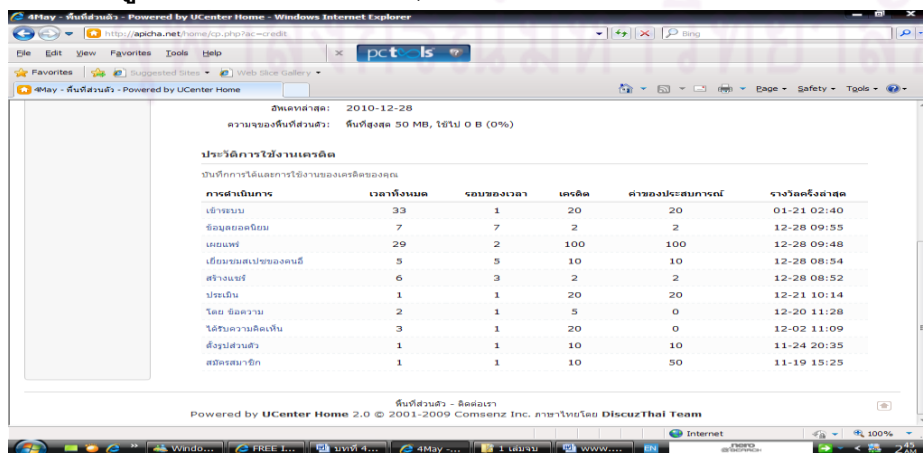 4May - พื้นที่ส่วนตัว - Powered by UCenter Home - Windows Internet Explorer
http://apicha.net/home/cp.php?ac=credit
Bing
File Edit View Favorites Tools Help
pctools
Favorites Suggested Sites Web Slice Gallery
4May - พื้นที่ส่วนตัว - Powered by UCenter Home
Page Safety Tools
อัพเดทล่าสุด: 2010-12-28
ความจุของพื้นที่ส่วนตัว: พื้นที่สูงสุด 50 MB, ใช้ไป 0 B (0%)
ประวัติการใช้งานเครดิต
บันทึกการได้และการใช้งานของเครดิตของคุณ
การดำเนินการ เวลาทั้งหมด รอบของเวลา เครดิต ค่าของประสบการณ์ รางวัลครั้งล่าสุด
เข้าระบบ 33 1 20 20 01-21 02:40
ข้อมูลยอดนิยม 7 7 2 2 12-28 09:55
เผยแพร่ 29 2 100 100 12-28 09:48
เยี่ยมชมสเปซของคนอื่น 5 5 10 10 12-28 08:54
สร้างแชร์ 6 3 2 2 12-28 08:52
ประเมิน 1 1 20 20 12-21 10:14
โดย ข้อความ 2 1 5 0 12-20 11:28
ได้รับความคิดเห็น 3 1 20 0 12-02 11:09
ตั้งรูปส่วนตัว 1 1 10 10 11-24 20:35
สมัครสมาชิก 1 1 10 50 11-19 15:25
พื้นที่ส่วนตัว - ติดต่อเรา
Powered by UCenter Home 2.0 © 2001-2009 Comsenz Inc. ภาษาไทยโดย DiscuzThai Team
Internet 100%
Windo... FREE I... บทที่ 4... 4May -... 1 เล่มจบ www.... EN nero SEARCH 2 45